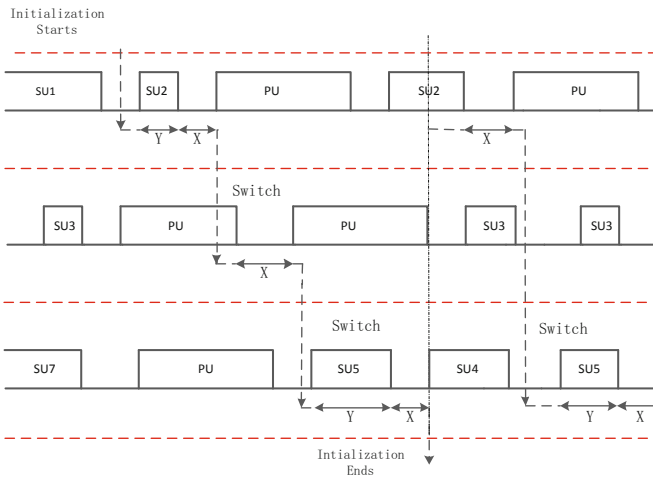 Initialization
Starts
SU1
SU2
PU
SU2
PU
Y
X
X
Switch
SU3
PU
PU
SU3
SU3
X
Switch
Switch
SU7
PU
SU5
SU4
SU5
Y
X
Y
X
Intialization
Ends